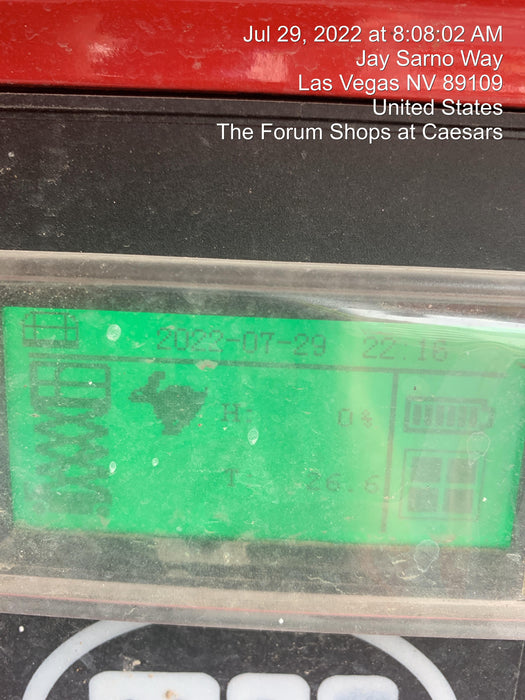 Jul 29, 2022 at 8:08:02 AM
Jay Sarno Way
Las Vegas NV 89109
United States
The Forum Shops at Caesars
2022-07-29 22:16
H: 0%
T 26.6